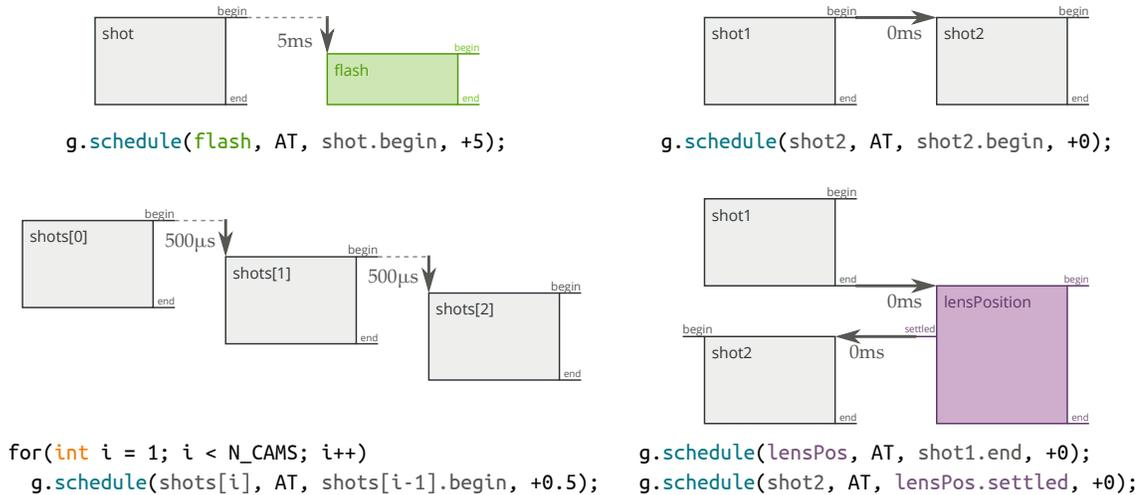 begin
shot
5ms
begin
flash
end
end
g.schedule(flash, AT, shot.begin, +5);
begin
begin
shot1
0ms
shot2
end
end
g.schedule(shot2, AT, shot2.begin, +0);
begin
shots[0]
500µs
end
begin
shots[1]
500µs
end
begin
shots[2]
end
for(int i = 1; i < N_CAMS; i++)
g.schedule(shots[i], AT, shots[i-1].begin, +0.5);
begin
shot1
end
0ms
begin
lensPosition
settled
begin
0ms
shot2
end
end
g.schedule(lensPos, AT, shot1.end, +0);
g.schedule(shot2, AT, lensPos.settled, +0);